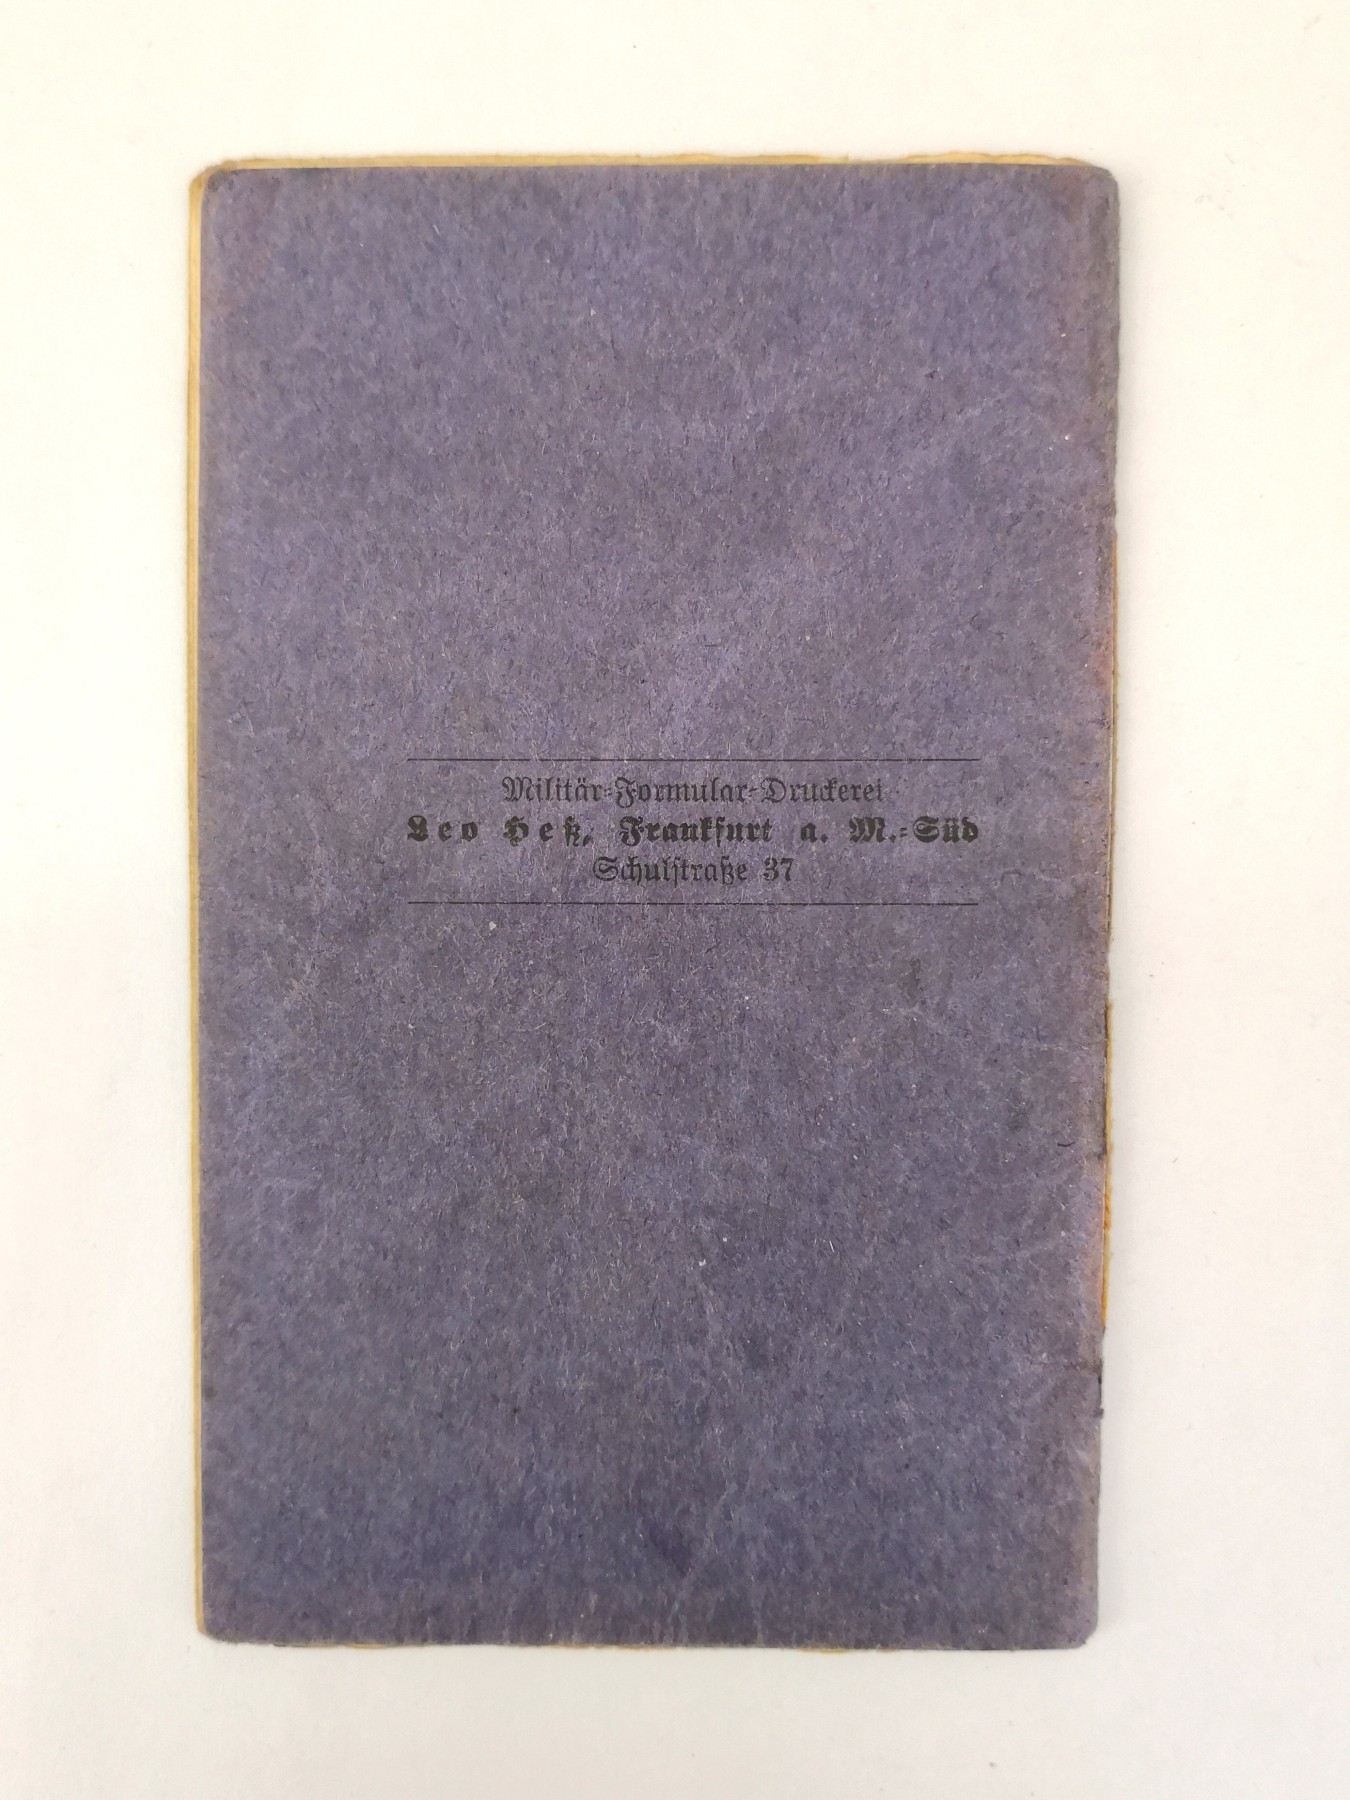 Militär-Formular-Druckerei
Leo Heß, Frankfurt a. M.-Süd
Schulstraße 37